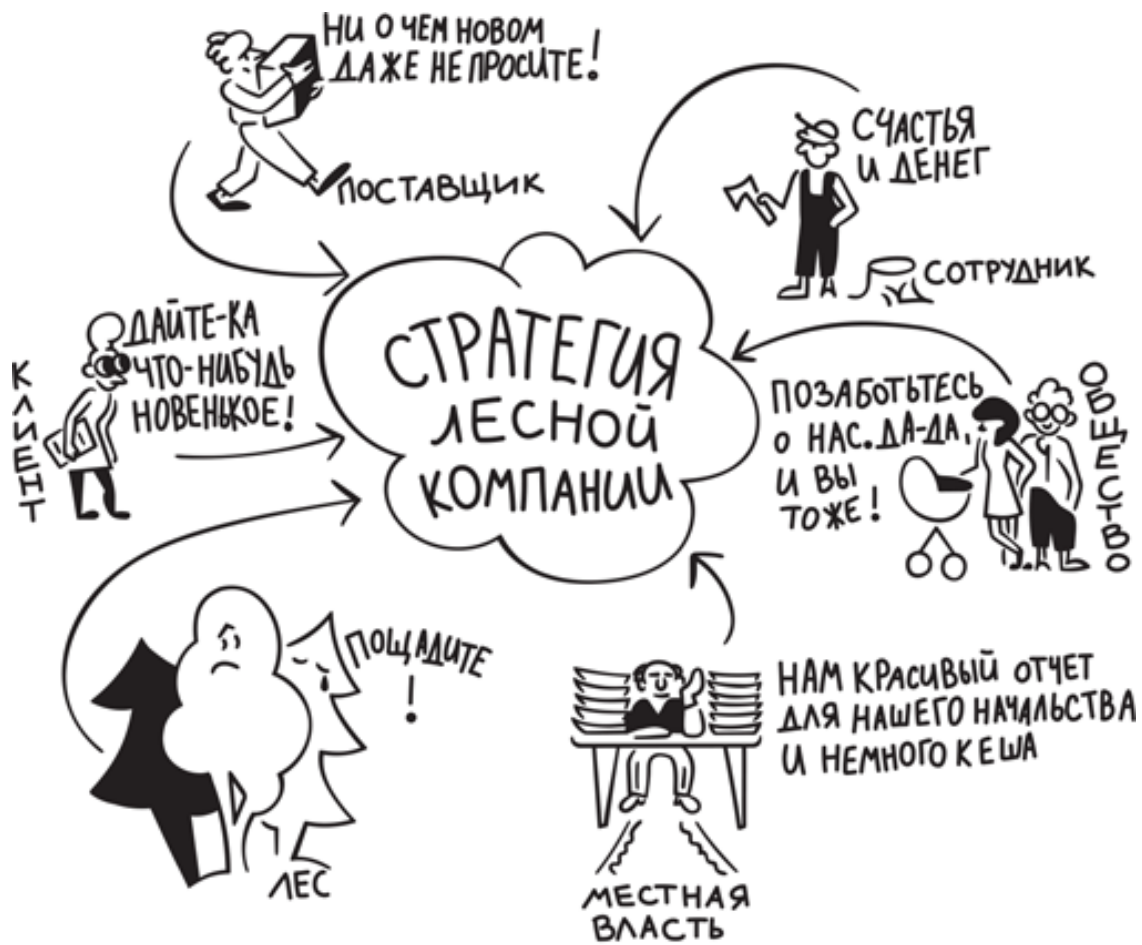 НИ О ЧЕМ НОВОМ
ДАЖЕ НЕ ПРОСИТЕ!
ПОСТАВЩИК
СЧАСТЬЯ
И ДЕНЕГ
СОТРУДНИК
ДАЙТЕ-КА
ЧТО-НИБУДЬ
НОВЕНЬКОЕ!
КЛИЕНТ
СТРАТЕГИЯ
ЛЕСНОЙ
КОМПАНИИ
ПОЗАБОТЬТЕСЬ
О НАС. ДА-ДА,
И ВЫ
ТОЖЕ!
ОБЩЕСТВО
ПОЩАДИТЕ
!
ЛЕС
НАМ КРАСИВЫЙ ОТЧЕТ
ДЛЯ НАШЕГО НАЧАЛЬСТВА
И НЕМНОГО КЕША
МЕСТНАЯ
ВЛАСТЬ